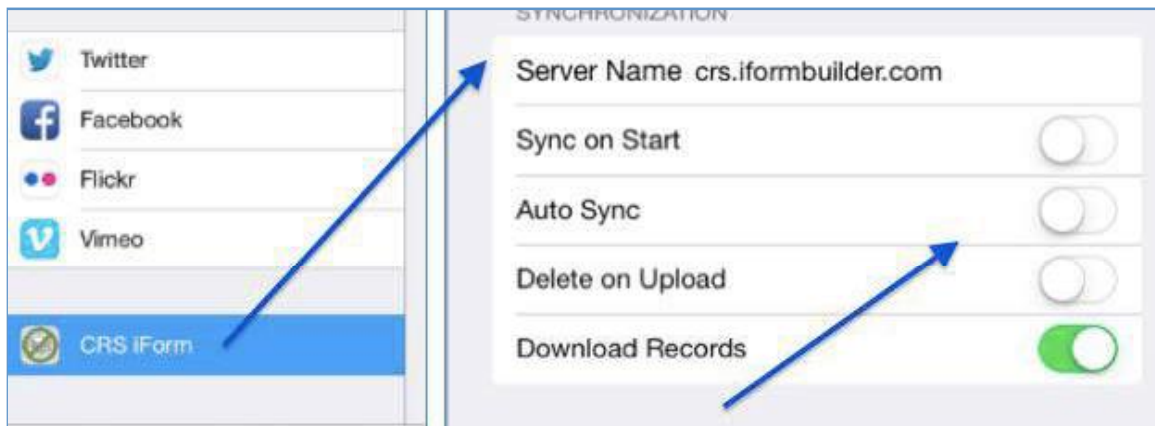 Twitter
Facebook
Flickr
Vimeo
CRS iForm
SYNCHRONIZATION
Server Name crs.iformbuilder.com
Sync on Start
Auto Sync
Delete on Upload
Download Records